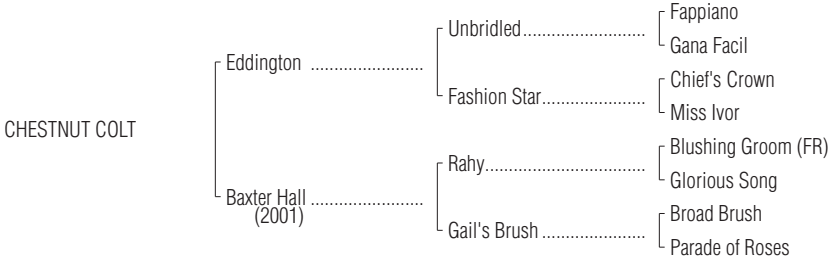 Fappiano
Unbridled.........................
Gana Facil
Eddington ........................
Chief's Crown
Fashion Star......................
Miss Ivor
CHESTNUT COLT
Blushing Groom (FR)
Rahy..................................
Glorious Song
Baxter Hall ........................
(2001)
Broad Brush
Gail's Brush ......................
Parade of Roses